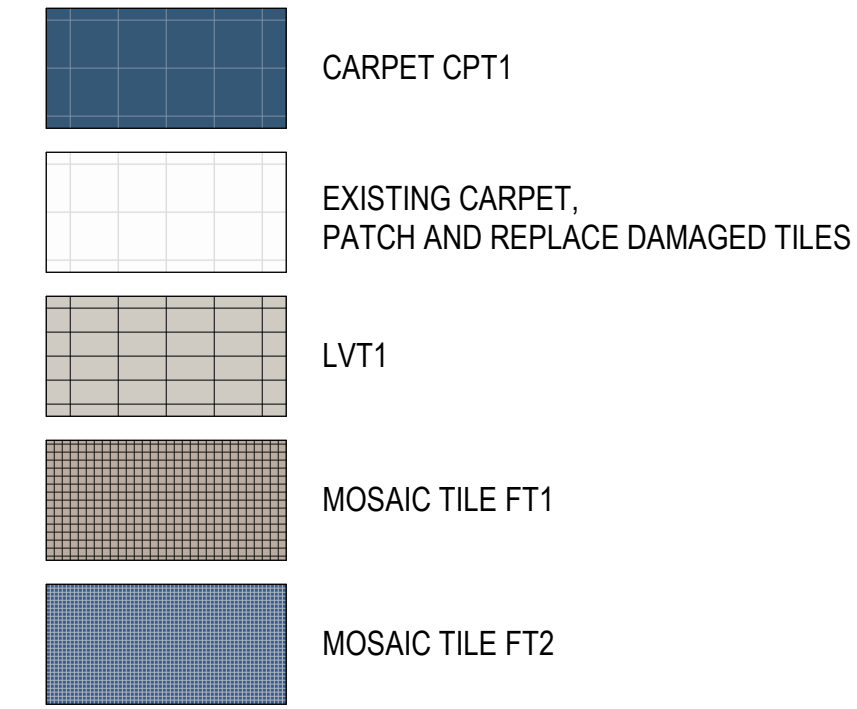 CARPET CPT1
EXISTING CARPET,
PATCH AND REPLACE DAMAGED TILES
LVT1
MOSAIC TILE FT1
MOSAIC TILE FT2